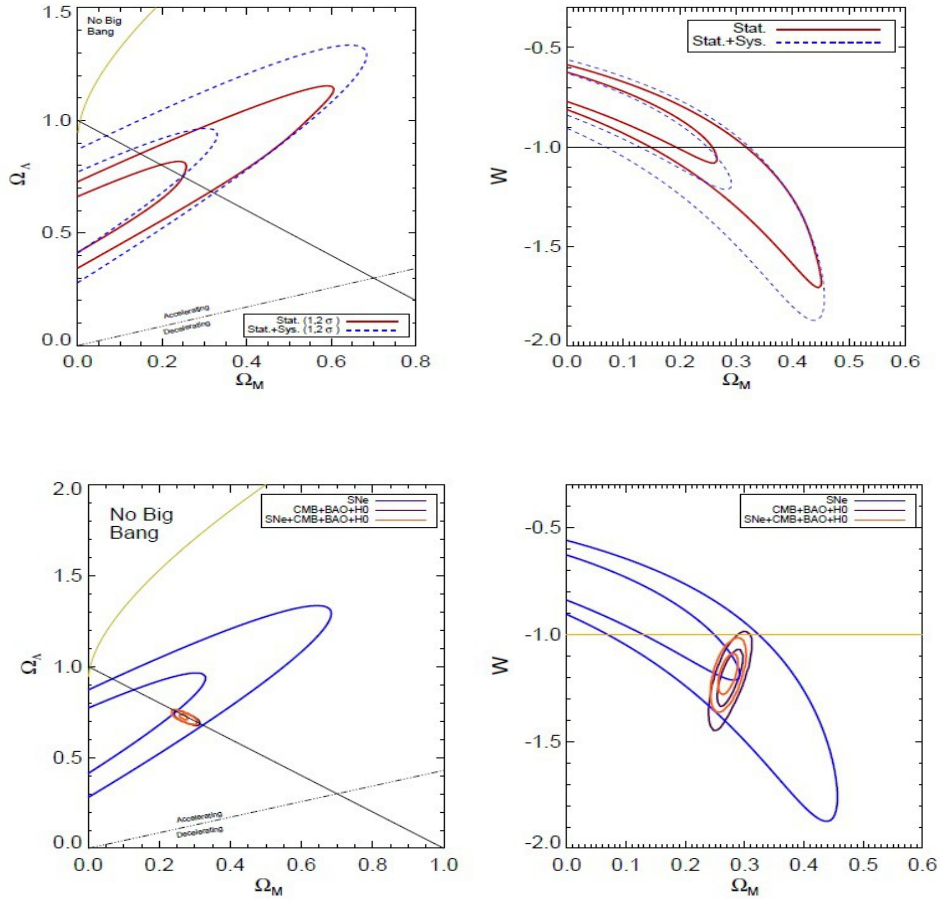 1.5
No Big
Bang
1.0
Ω_Λ
0.5
Accelerating
Decelerating
Stat. (1,2 σ )
Stat.+Sys. (1,2 σ )
0.0
0.0 0.2 0.4 0.6 0.8
Ω_M
Stat.
Stat.+Sys.
-0.5
-1.0
W
-1.5
-2.0
0.0 0.1 0.2 0.3 0.4 0.5 0.6
Ω_M
2.0
SNe
CMB+BAO+H0
SNe+CMB+BAO+H0
No Big
Bang
1.5
Ω_Λ
1.0
0.5
Accelerating
Decelerating
0.0
0.0 0.2 0.4 0.6 0.8 1.0
Ω_M
SNe
CMB+BAO+H0
SNe+CMB+BAO+H0
-0.5
-1.0
W
-1.5
-2.0
0.0 0.1 0.2 0.3 0.4 0.5 0.6
Ω_M